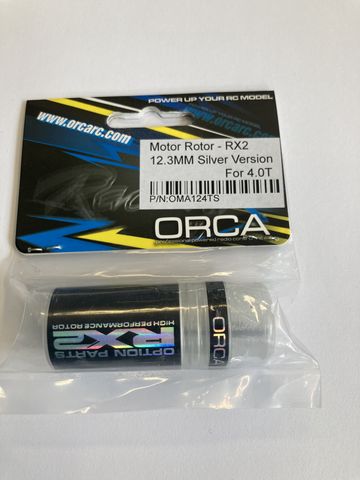 POWER UP YOUR RC MODEL
www.orcarc.com
www.orcarc.com
Motor Rotor - RX2
12.3MM Silver Version
For 4.0T
P/N:OMA124TS
ORCA
OPTION PARTS
RX2
HIGH PERFORMANCE ROTOR
ORCA